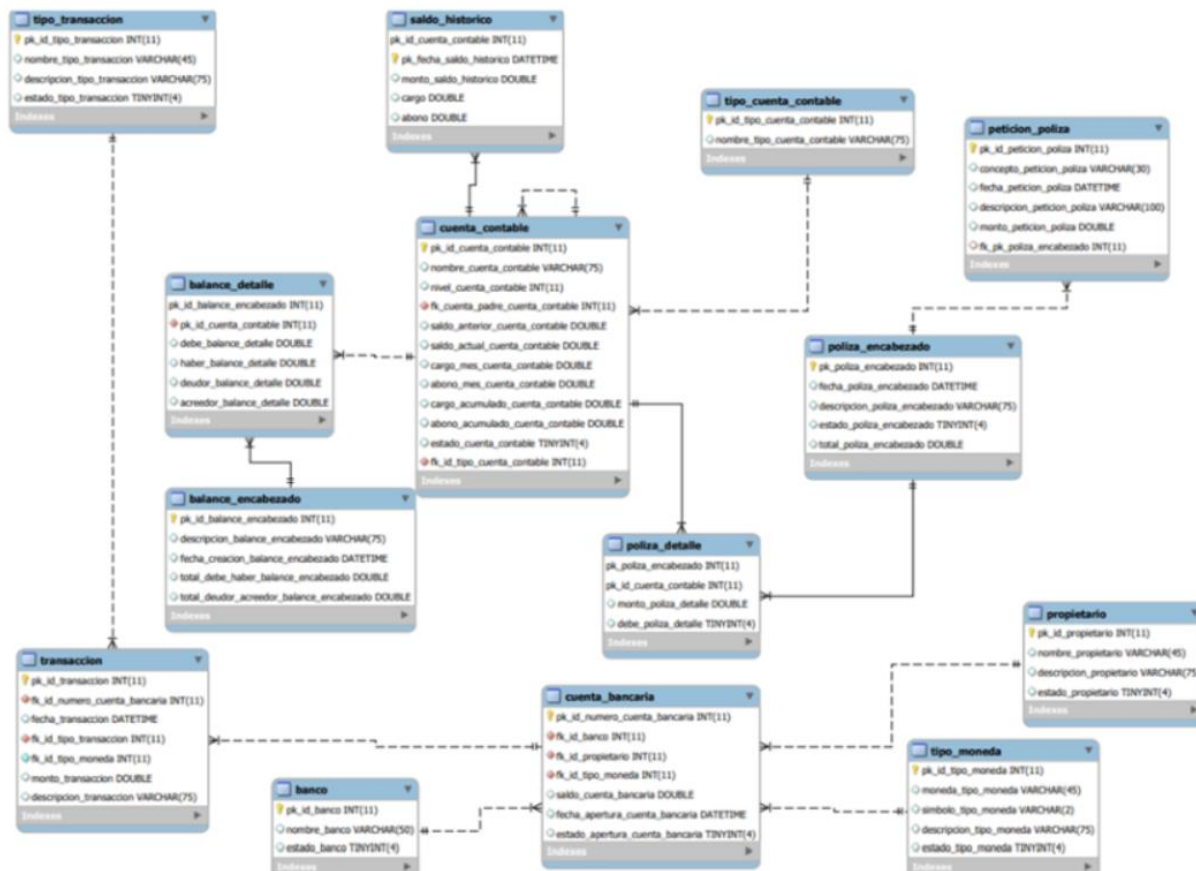 tipo_transaccion
pk_id_tipo_transaccion INT(11)
nombre_tipo_transaccion VARCHAR(45)
descripcion_tipo_transaccion VARCHAR(75)
estado_tipo_transaccion TINYINT(4)
Indexes
saldo_historico
pk_id_cuenta_contable INT(11)
pk_fecha_saldo_historico DATETIME
monto_saldo_historico DOUBLE
cargo DOUBLE
abono DOUBLE
Indexes
tipo_cuenta_contable
pk_id_tipo_cuenta_contable INT(11)
nombre_tipo_cuenta_contable VARCHAR(75)
Indexes
peticion_poliza
pk_id_peticion_poliza INT(11)
concepto_peticion_poliza VARCHAR(30)
fecha_peticion_poliza DATETIME
descripcion_peticion_poliza VARCHAR(100)
monto_peticion_poliza DOUBLE
fk_pk_poliza_encabezado INT(11)
Indexes
cuenta_contable
pk_id_cuenta_contable INT(11)
nombre_cuenta_contable VARCHAR(75)
nivel_cuenta_contable INT(11)
fk_cuenta_padre_cuenta_contable INT(11)
saldo_anterior_cuenta_contable DOUBLE
saldo_actual_cuenta_contable DOUBLE
cargo_mes_cuenta_contable DOUBLE
abono_mes_cuenta_contable DOUBLE
cargo_acumulado_cuenta_contable DOUBLE
abono_acumulado_cuenta_contable DOUBLE
estado_cuenta_contable TINYINT(4)
fk_id_tipo_cuenta_contable INT(11)
Indexes
balance_detalle
pk_id_balance_encabezado INT(11)
pk_id_cuenta_contable INT(11)
debe_balance_detalle DOUBLE
haber_balance_detalle DOUBLE
deudor_balance_detalle DOUBLE
acreedor_balance_detalle DOUBLE
Indexes
poliza_encabezado
pk_poliza_encabezado INT(11)
fecha_poliza_encabezado DATETIME
descripcion_poliza_encabezado VARCHAR(75)
estado_poliza_encabezado TINYINT(4)
total_poliza_encabezado DOUBLE
Indexes
balance_encabezado
pk_id_balance_encabezado INT(11)
descripcion_balance_encabezado VARCHAR(75)
fecha_creacion_balance_encabezado DATETIME
total_debe_haber_balance_encabezado DOUBLE
total_deudor_acreedor_balance_encabezado DOUBLE
Indexes
poliza_detalle
pk_poliza_encabezado INT(11)
pk_id_cuenta_contable INT(11)
monto_poliza_detalle DOUBLE
debe_poliza_detalle TINYINT(4)
Indexes
propietario
pk_id_propietario INT(11)
nombre_propietario VARCHAR(45)
descripcion_propietario VARCHAR(75
estado_propietario TINYINT(4)
Indexes
transaccion
pk_id_transaccion INT(11)
fk_id_numero_cuenta_bancaria INT(11)
fecha_transaccion DATETIME
fk_id_tipo_transaccion INT(11)
fk_id_tipo_moneda INT(11)
monto_transaccion DOUBLE
descripcion_transaccion VARCHAR(75)
Indexes
cuenta_bancaria
pk_id_numero_cuenta_bancaria INT(11)
fk_id_banco INT(11)
fk_id_propietario INT(11)
fk_id_tipo_moneda INT(11)
saldo_cuenta_bancaria DOUBLE
fecha_apertura_cuenta_bancaria DATETIME
estado_apertura_cuenta_bancaria TINYINT(4)
Indexes
tipo_moneda
pk_id_tipo_moneda INT(11)
moneda_tipo_moneda VARCHAR(45)
simbolo_tipo_moneda VARCHAR(2)
descripcion_tipo_moneda VARCHAR(75)
estado_tipo_moneda TINYINT(4)
Indexes
banco
pk_id_banco INT(11)
nombre_banco VARCHAR(50)
estado_banco TINYINT(4)
Indexes